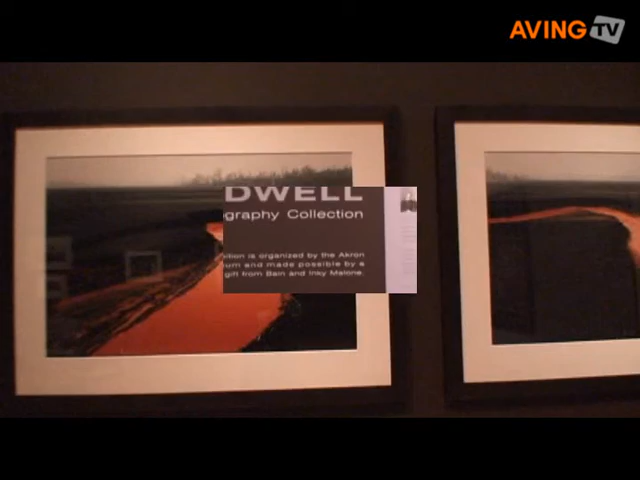 AVING TV
DWELL
graphy Collection
ition is organized by the Akron
um and made possible by a
gift from Bain and Inky Malone.